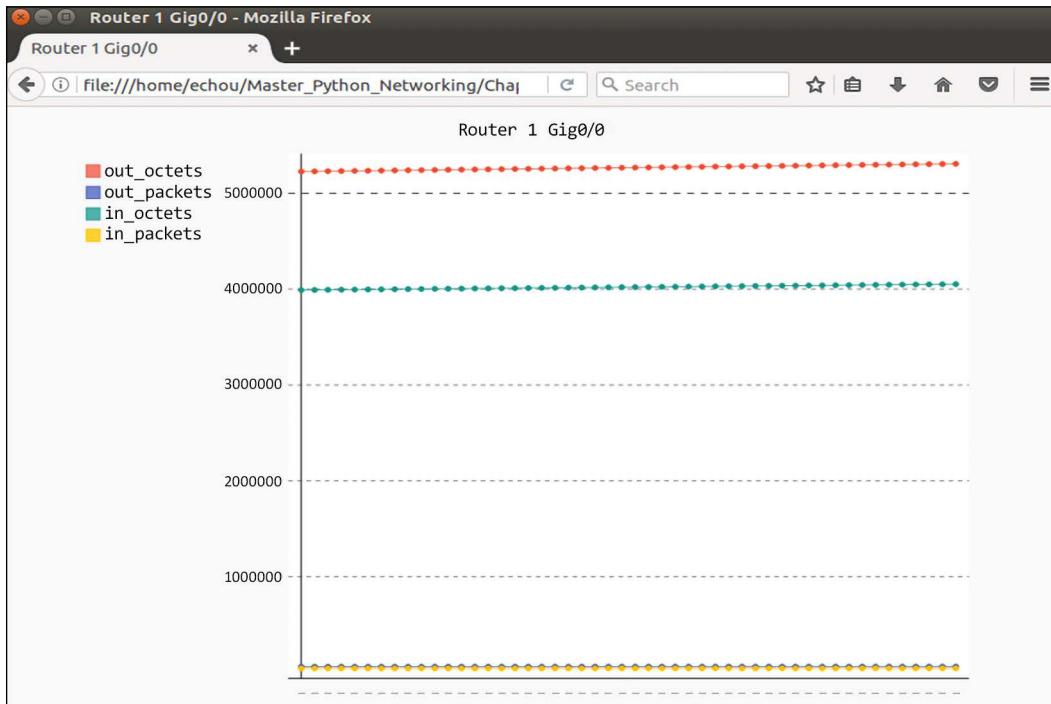 Router 1 Gig0/0 - Mozilla Firefox
Router 1 Gig0/0
file:///home/echou/Master_Python_Networking/Chap
Search
Router 1 Gig0/0
out_octets
out_packets
in_octets
in_packets
5000000
4000000
3000000
2000000
1000000